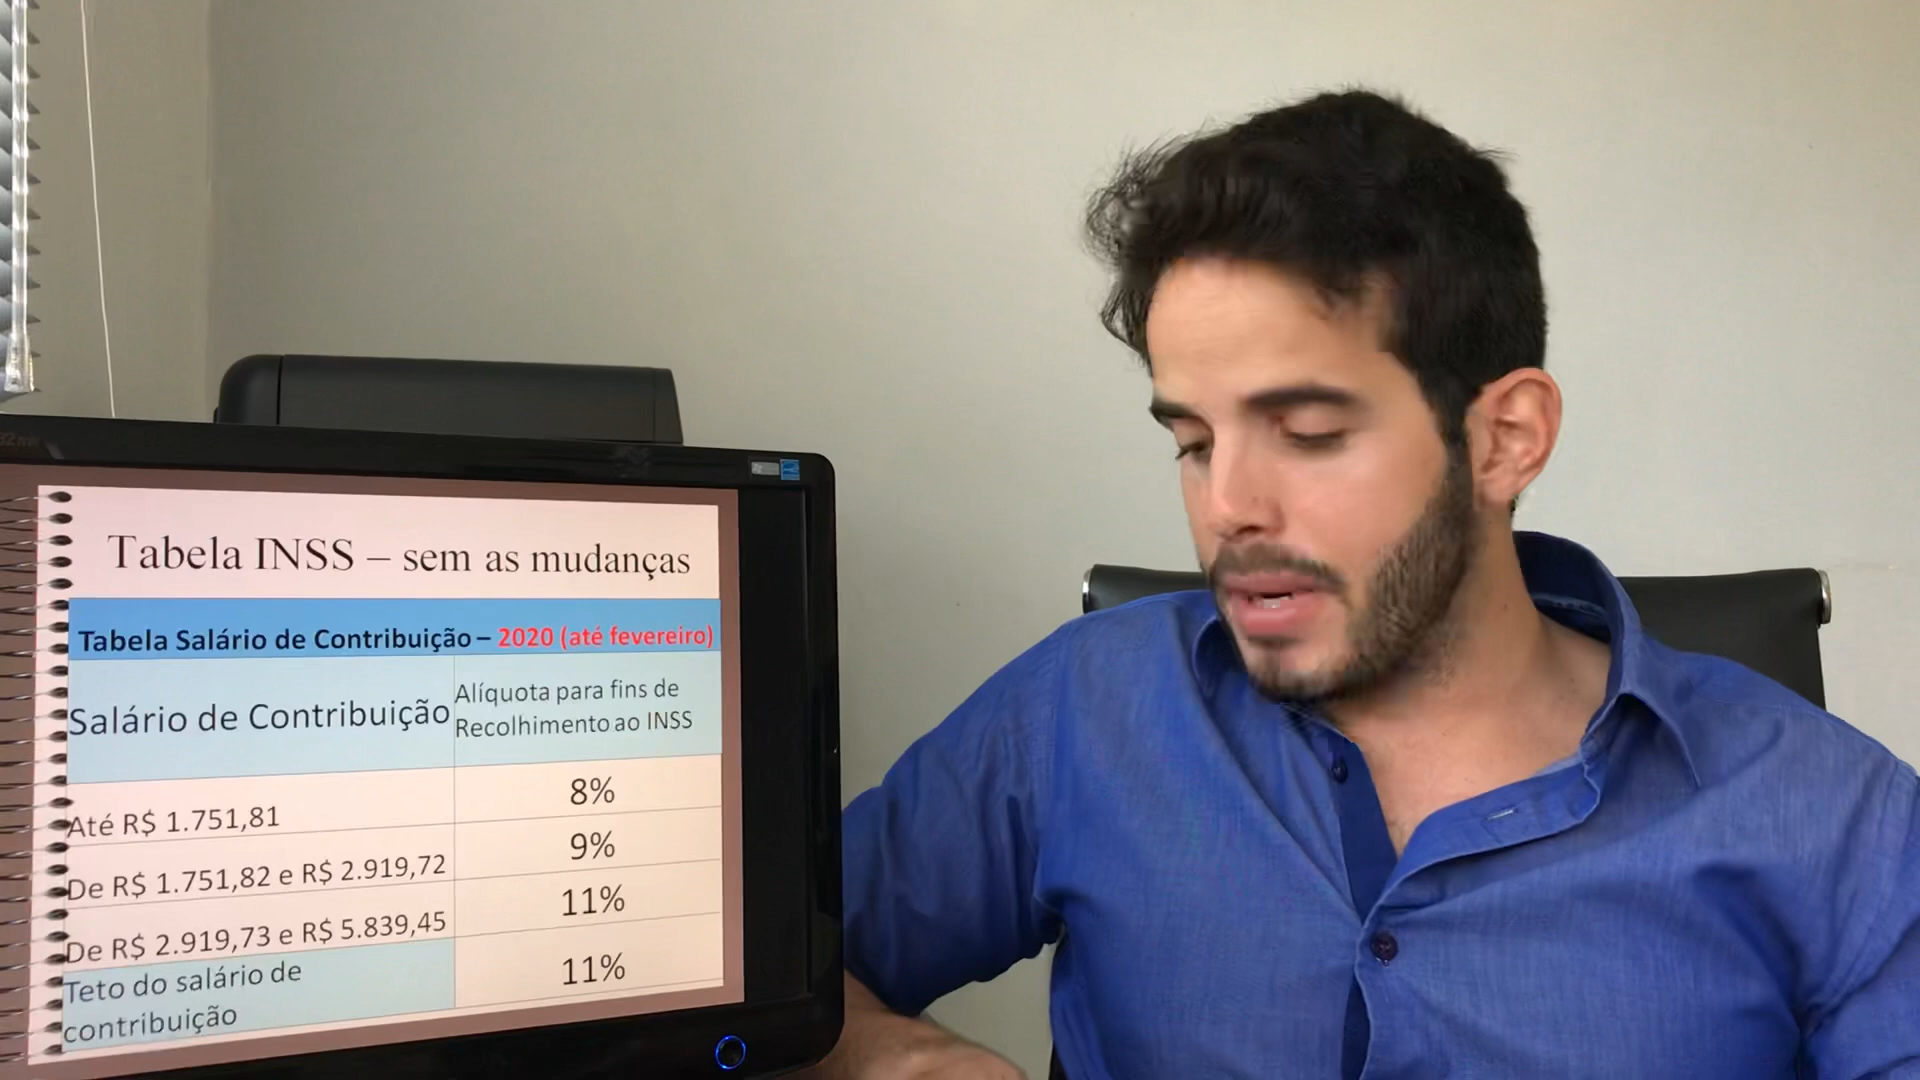 Tabela INSS – sem as mudanças
Tabela Salário de Contribuição – 2020 (até fevereiro)
Salário de Contribuição
Alíquota para fins de
Recolhimento ao INSS
Até R$ 1.751,81
8%
De R$ 1.751,82 e R$ 2.919,72
9%
De R$ 2.919,73 e R$ 5.839,45
11%
Teto do salário de
contribuição
11%